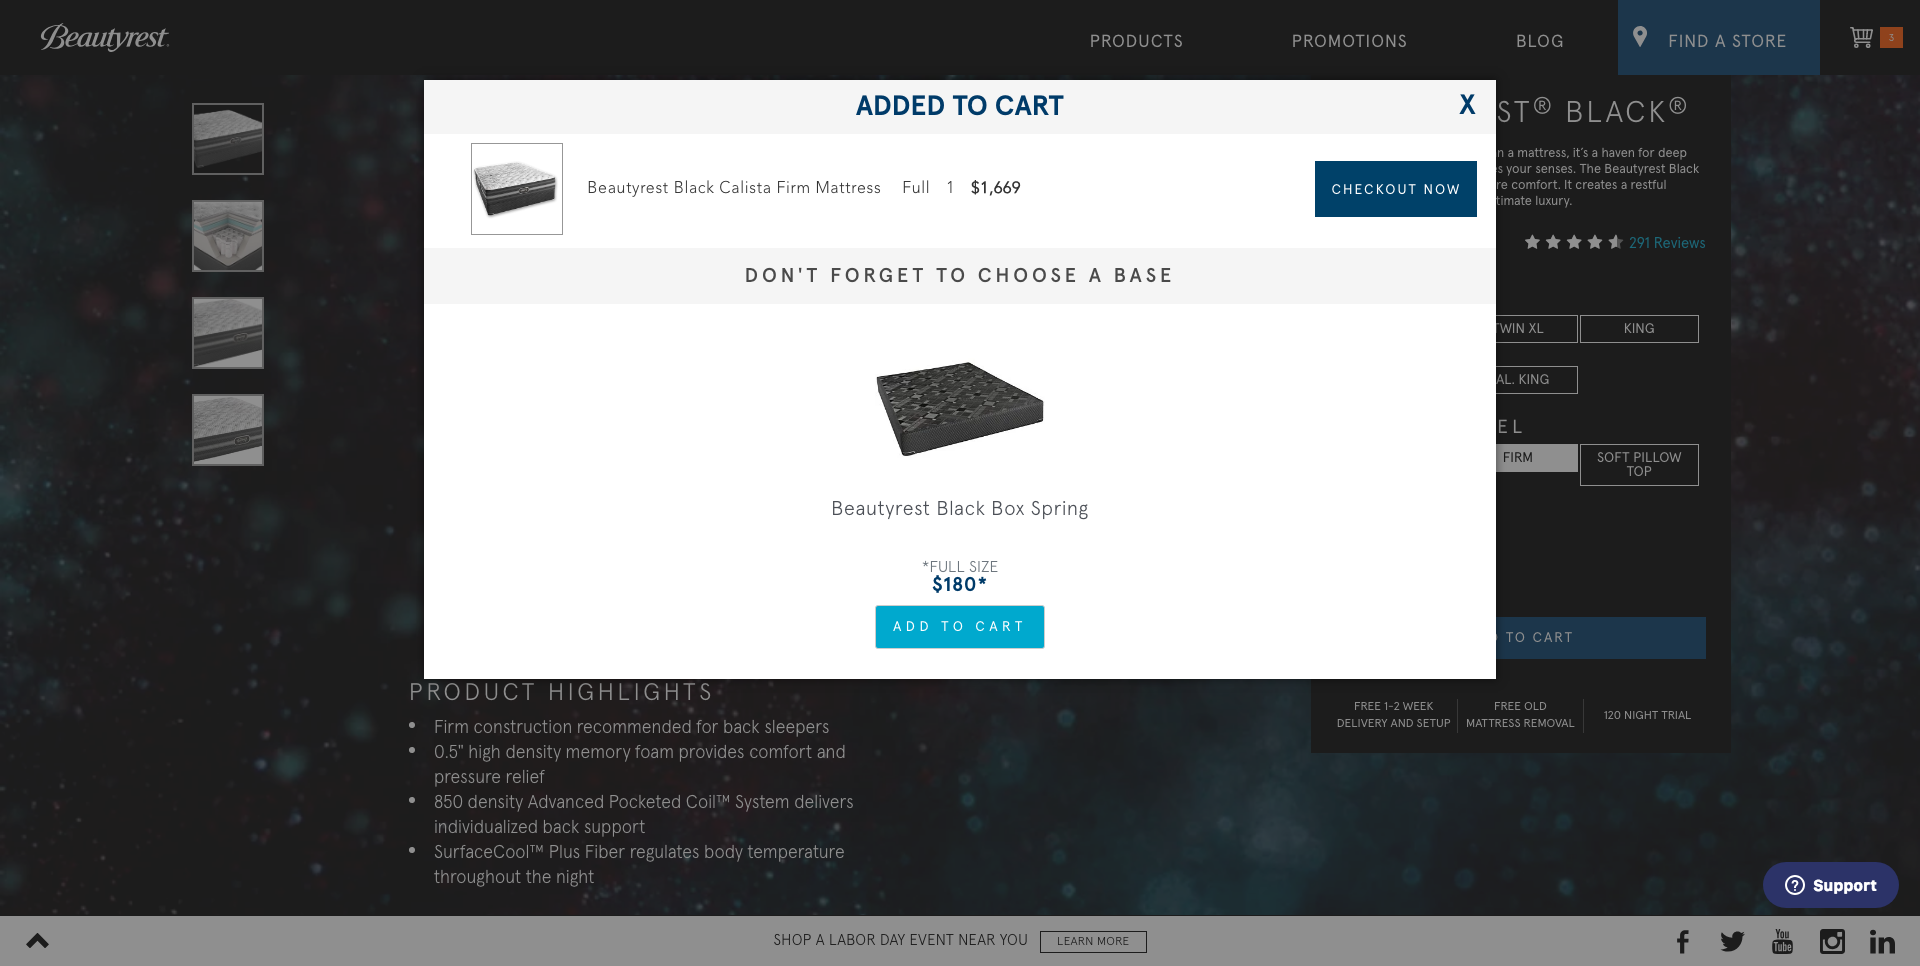 Beautyrest
PRODUCTS
PROMOTIONS
BLOG
FIND A STORE
3
ADDED TO CART
X
Beautyrest Black Calista Firm Mattress Full 1 $1,669
CHECKOUT NOW
DON'T FORGET TO CHOOSE A BASE
Beautyrest Black Box Spring
*FULL SIZE
$180*
ADD TO CART
ST® BLACK®
n a mattress, it's a haven for deep
s your senses. The Beautyrest Black
re comfort. It creates a restful
timate luxury.
291 Reviews
TWIN XL
KING
AL. KING
EL
FIRM
SOFT PILLOW
TOP
TO CART
FREE 1-2 WEEK
DELIVERY AND SETUP
FREE OLD
MATTRESS REMOVAL
120 NIGHT TRIAL
PRODUCT HIGHLIGHTS
• Firm construction recommended for back sleepers
• 0.5" high density memory foam provides comfort and
pressure relief
• 850 density Advanced Pocketed Coil™ System delivers
individualized back support
• SurfaceCool™ Plus Fiber regulates body temperature
throughout the night
Support
SHOP A LABOR DAY EVENT NEAR YOU
LEARN MORE
You
Tube